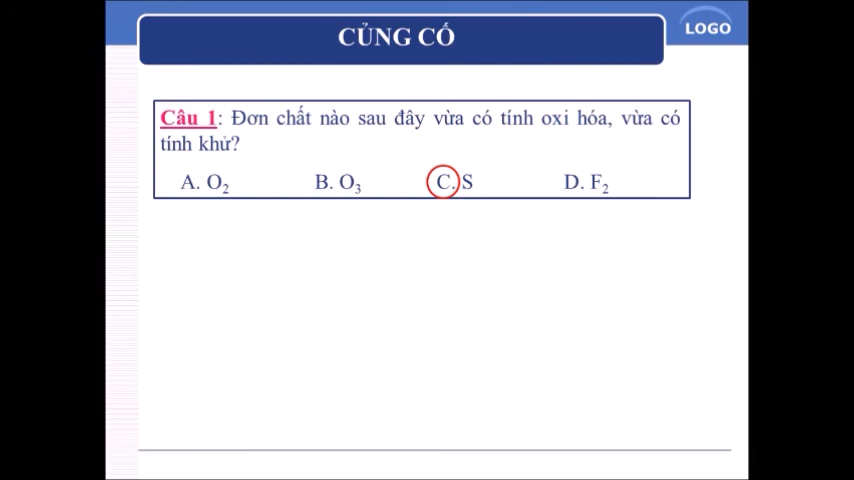 CỦNG CỐ
LOGO
Câu 1: Đơn chất nào sau đây vừa có tính oxi hóa, vừa có
tính khử?
A. O₂ B. O₃ C. S D. F₂